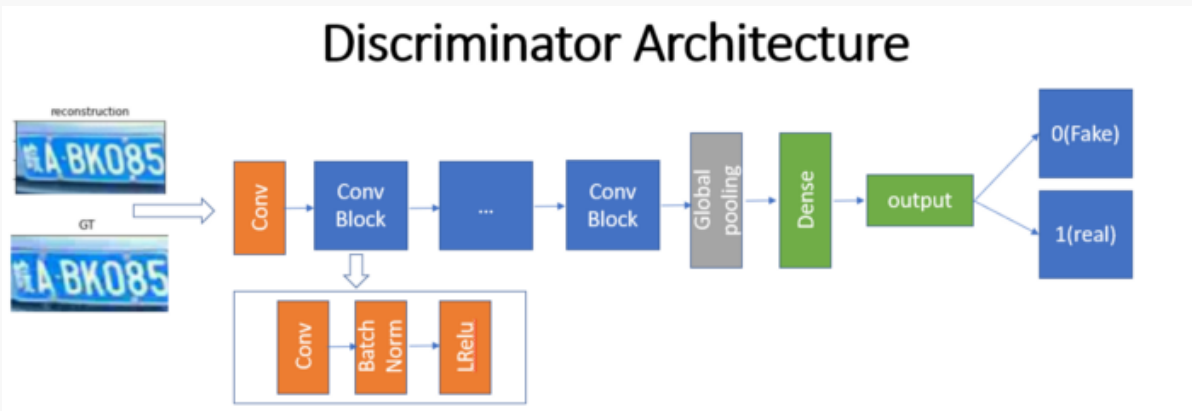 Discriminator Architecture
reconstruction
皖A·BK085
GT
皖A·BK085
Conv
Conv
Block
...
Conv
Block
Global
pooling
Dense
output
0(Fake)
1(real)
Conv
Batch
Norm
LRelu